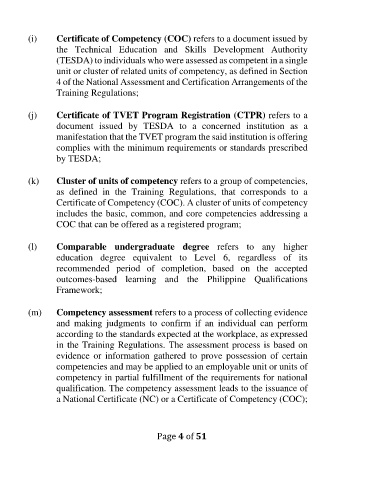 (i) Certificate of Competency (COC) refers to a document issued by
the Technical Education and Skills Development Authority
(TESDA) to individuals who were assessed as competent in a single
unit or cluster of related units of competency, as defined in Section
4 of the National Assessment and Certification Arrangements of the
Training Regulations;
(j) Certificate of TVET Program Registration (CTPR) refers to a
document issued by TESDA to a concerned institution as a
manifestation that the TVET program the said institution is offering
complies with the minimum requirements or standards prescribed
by TESDA;
(k) Cluster of units of competency refers to a group of competencies,
as defined in the Training Regulations, that corresponds to a
Certificate of Competency (COC). A cluster of units of competency
includes the basic, common, and core competencies addressing a
COC that can be offered as a registered program;
(l) Comparable undergraduate degree refers to any higher
education degree equivalent to Level 6, regardless of its
recommended period of completion, based on the accepted
outcomes-based learning and the Philippine Qualifications
Framework;
(m) Competency assessment refers to a process of collecting evidence
and making judgments to confirm if an individual can perform
according to the standards expected at the workplace, as expressed
in the Training Regulations. The assessment process is based on
evidence or information gathered to prove possession of certain
competencies and may be applied to an employable unit or units of
competency in partial fulfillment of the requirements for national
qualification. The competency assessment leads to the issuance of
a National Certificate (NC) or a Certificate of Competency (COC);
Page 4 of 51